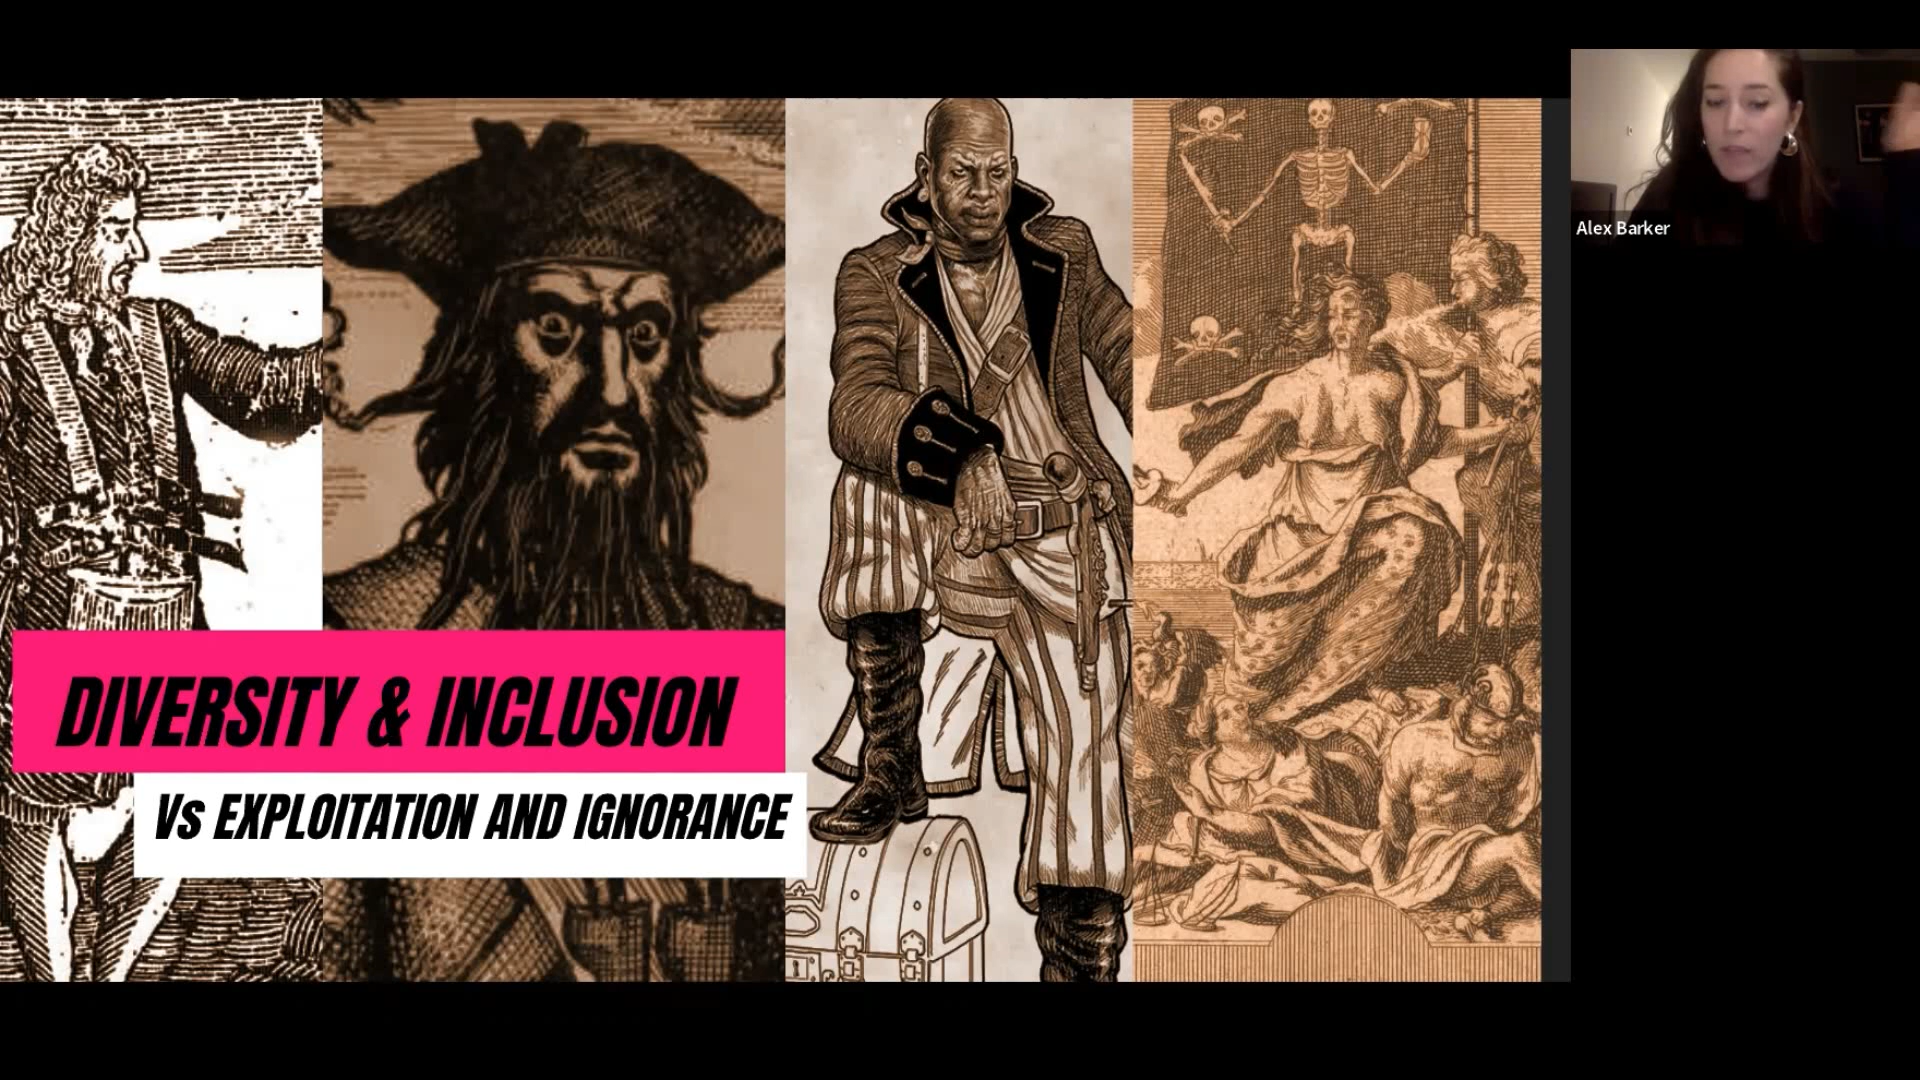 DIVERSITY & INCLUSION
Vs EXPLOITATION AND IGNORANCE
Alex Barker